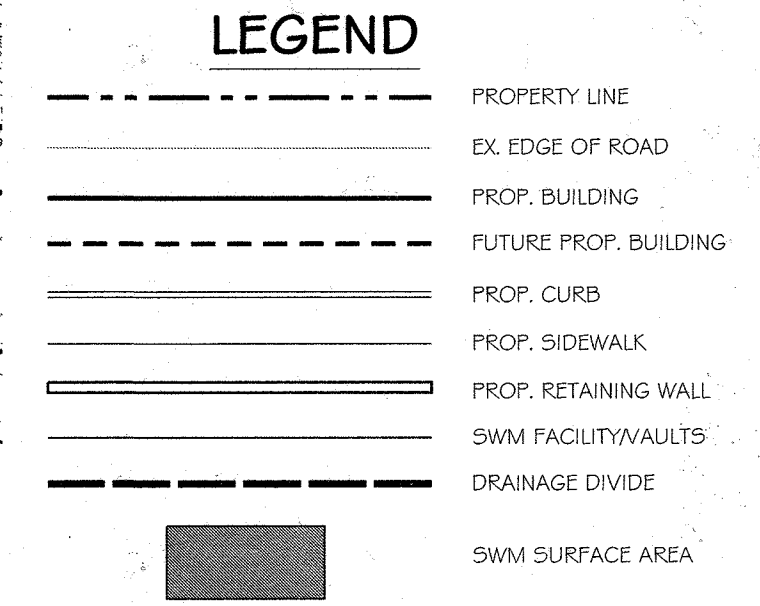 LEGEND
PROPERTY LINE
EX. EDGE OF ROAD
PROP. BUILDING
FUTURE PROP. BUILDING
PROP. CURB
PROP. SIDEWALK
PROP. RETAINING WALL
SWM FACILITY/VAULTS
DRAINAGE DIVIDE
SWM SURFACE AREA